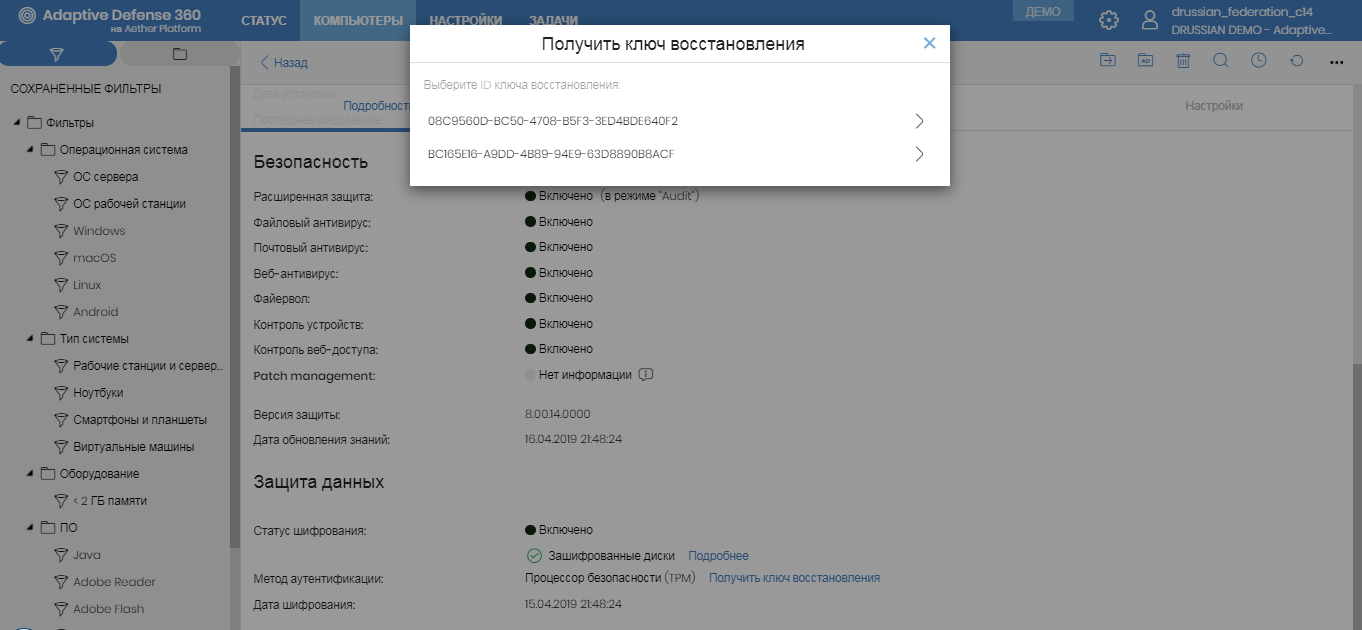 Adaptive Defense 360
на Aether Platform
СТАТУС
КОМПЬЮТЕРЫ
НАСТРОЙКИ
ЗАДАЧИ
ДЕМО
drussian_federation_c14
DRUSSIAN DEMO - Adaptive...
Получить ключ восстановления
Выберите ID ключа восстановления:
08C9560D-BC50-4708-B5F3-3ED4BDE640F2
BC165E16-A9DD-4B89-94E9-63D8890B8ACF
СОХРАНЕННЫЕ ФИЛЬТРЫ
Фильтры
Операционная система
ОС сервера
ОС рабочей станции
Windows
macOS
Linux
Android
Тип системы
Рабочие станции и сервер...
Ноутбуки
Смартфоны и планшеты
Виртуальные машины
Оборудование
< 2 ГБ памяти
ПО
Java
Adobe Reader
Adobe Flash
Назад
AD
Дата установки:
Подробност
Настройки
Последнее соединение:
Безопасность
Расширенная защита: Включено (в режиме "Audit")
Файловый антивирус: Включено
Почтовый антивирус: Включено
Веб-антивирус: Включено
Файервол: Включено
Контроль устройств: Включено
Контроль веб-доступа: Включено
Patch management: Нет информации
Версия защиты: 8.00.14.0000
Дата обновления знаний: 16.04.2019 21:48:24
Защита данных
Статус шифрования: Включено
Зашифрованные диски Подробнее
Метод аутентификации: Процессор безопасности (TPM) Получить ключ восстановления
Дата шифрования: 15.04.2019 21:48:24